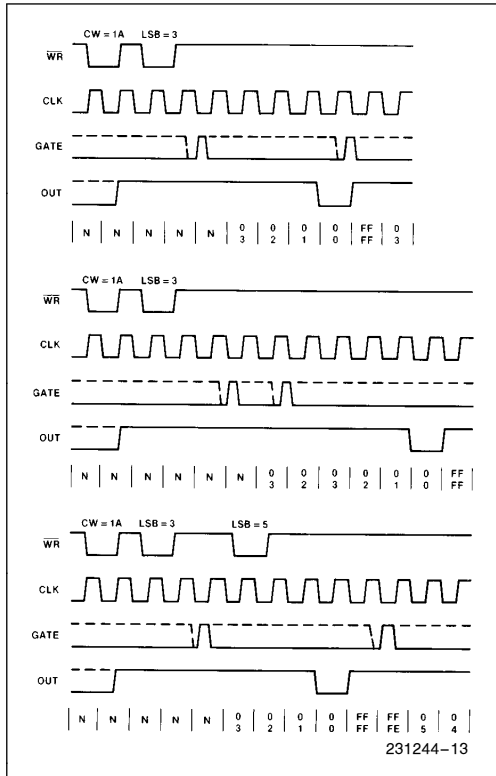 CW = 1A LSB = 3
WR
CLK
GATE
OUT
N N N N N 0 0 0 0 FF 0
3 2 1 0 FF 3
CW = 1A LSB = 3
WR
CLK
GATE
OUT
N N N N N N 0 0 0 0 0 0 FF
3 2 3 2 1 0 FF
CW = 1A LSB = 3 LSB = 5
WR
CLK
GATE
OUT
N N N N N 0 0 0 0 FF FF 0 0
3 2 1 0 FF FE 5 4
231244–13